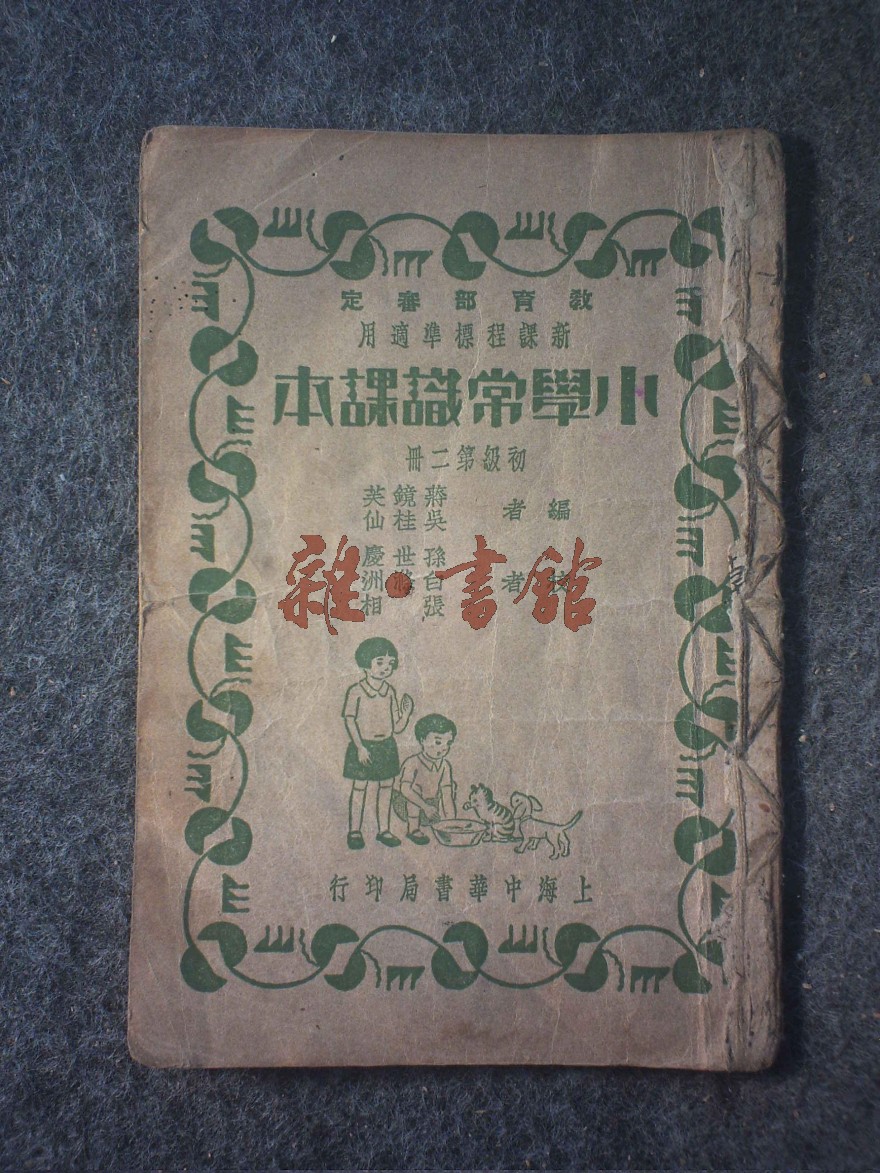 教育部審定
新課程標準適用
小學常識課本
初級第二冊
編者
蔣鏡芙
吳桂仙
者
孫世慶
白洲
張相
雜·書館
上海中華書局印行